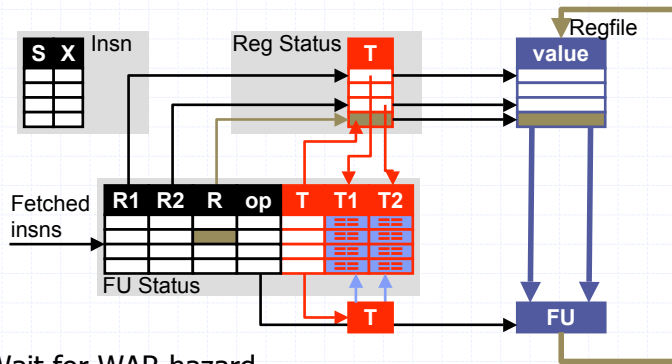 Insn
S X
Reg Status
T
Regfile
value
R1 R2 R op T T1 T2
== ==
== ==
== ==
== ==
Fetched
insns
FU Status
T
FU
Wait for WAR hazard